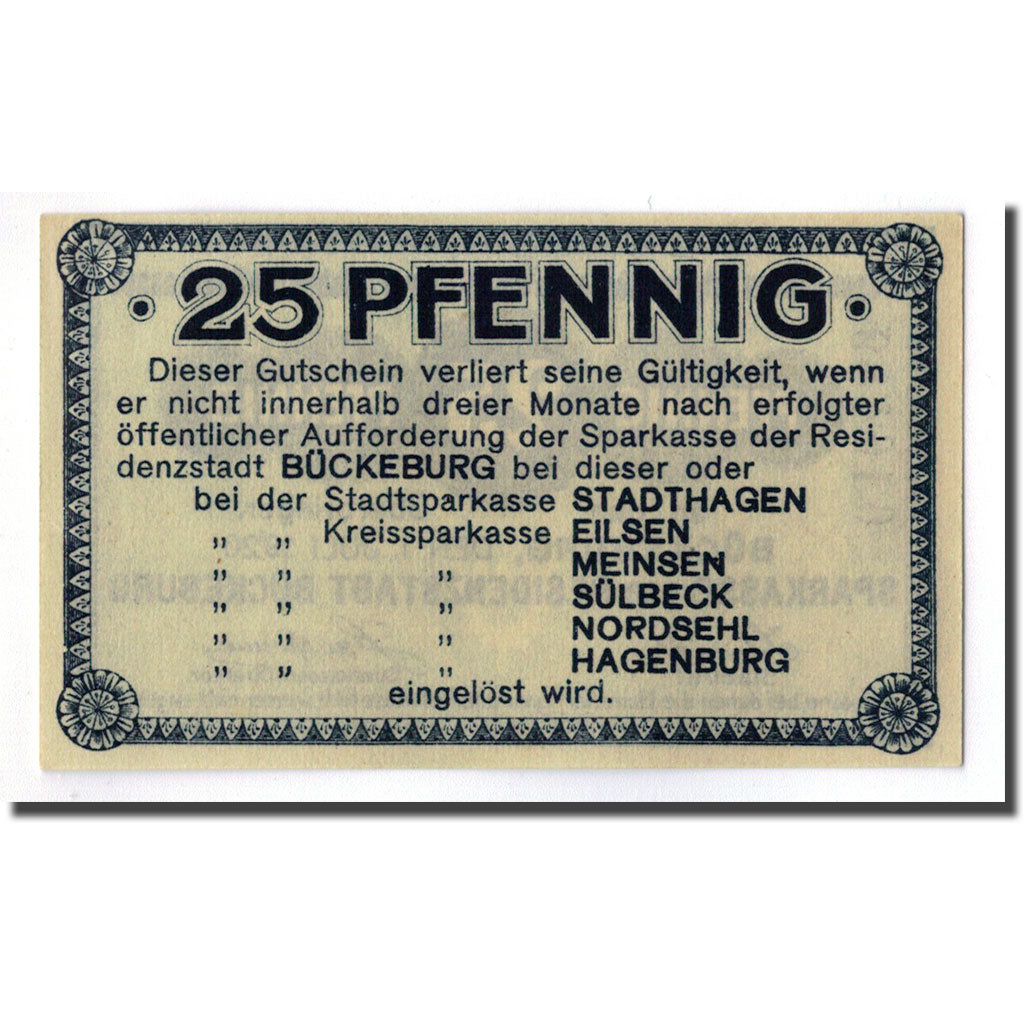 • 25 PFENNIG •
Dieser Gutschein verliert seine Gültigkeit, wenn
er nicht innerhalb dreier Monate nach erfolgter
öffentlicher Aufforderung der Sparkasse der Resi-
denzstadt BÜCKEBURG bei dieser oder
bei der Stadtsparkasse STADTHAGEN
„ „ Kreissparkasse EILSEN
„ „ „ MEINSEN
„ „ „ SÜLBECK
„ „ „ NORDSEHL
„ „ „ HAGENBURG
eingelöst wird.